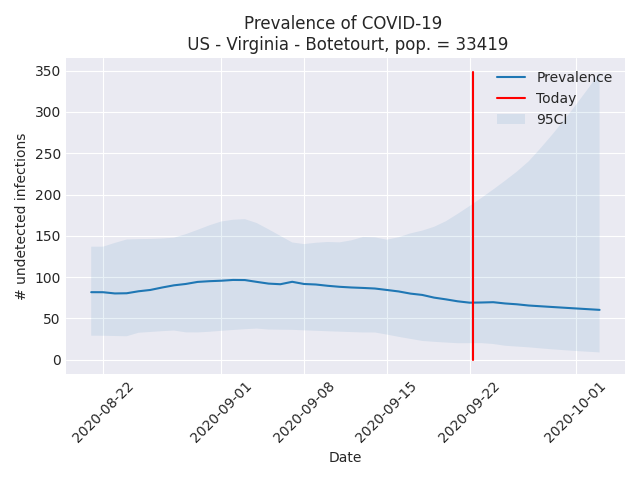 Prevalence of COVID-19
US - Virginia - Botetourt, pop. = 33419
350
300
250
200
150
100
50
0
# undetected infections
Prevalence
Today
95CI
2020-08-22
2020-09-01
2020-09-08
2020-09-15
2020-09-22
2020-10-01
Date